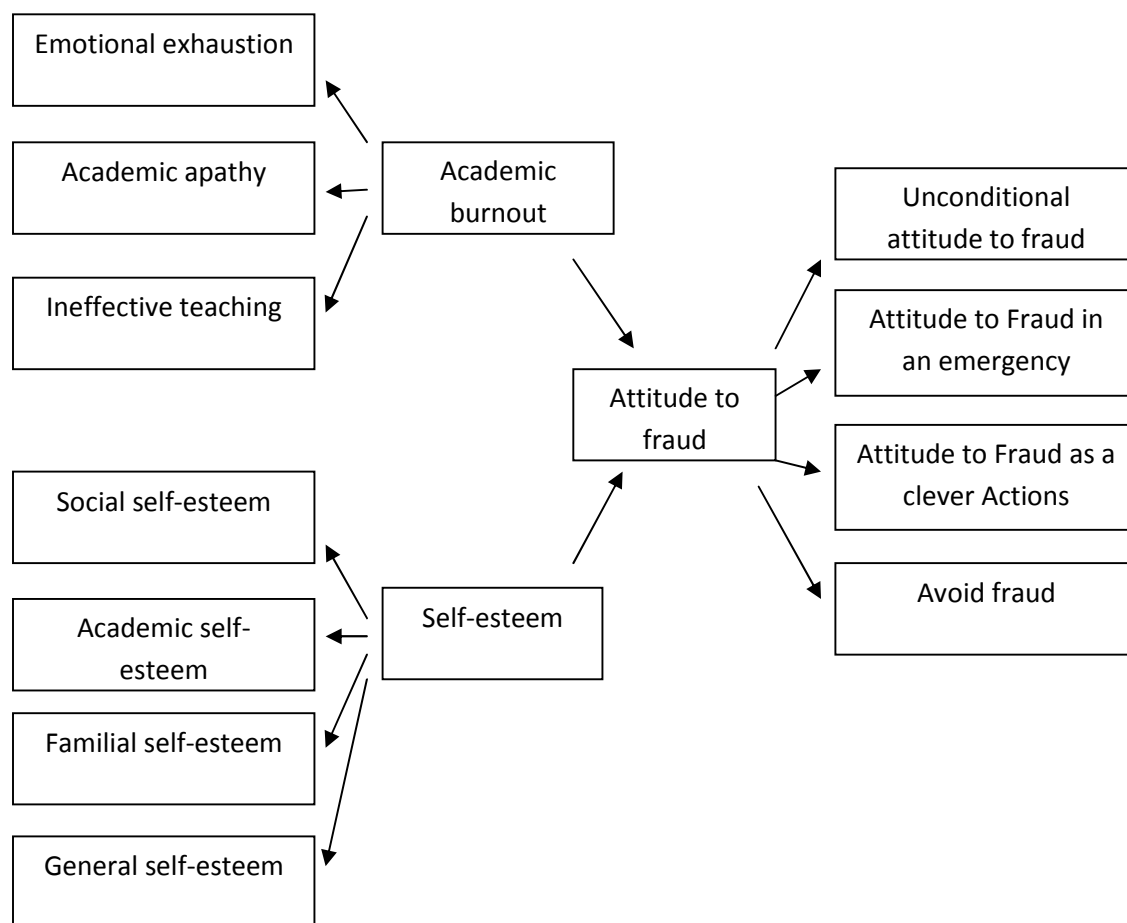 Emotional exhaustion
Academic apathy
Ineffective teaching
Academic
burnout
Social self-esteem
Academic self-
esteem
Familial self-esteem
General self-esteem
Self-esteem
Attitude to
fraud
Unconditional
attitude to fraud
Attitude to Fraud in
an emergency
Attitude to Fraud as a
clever Actions
Avoid fraud